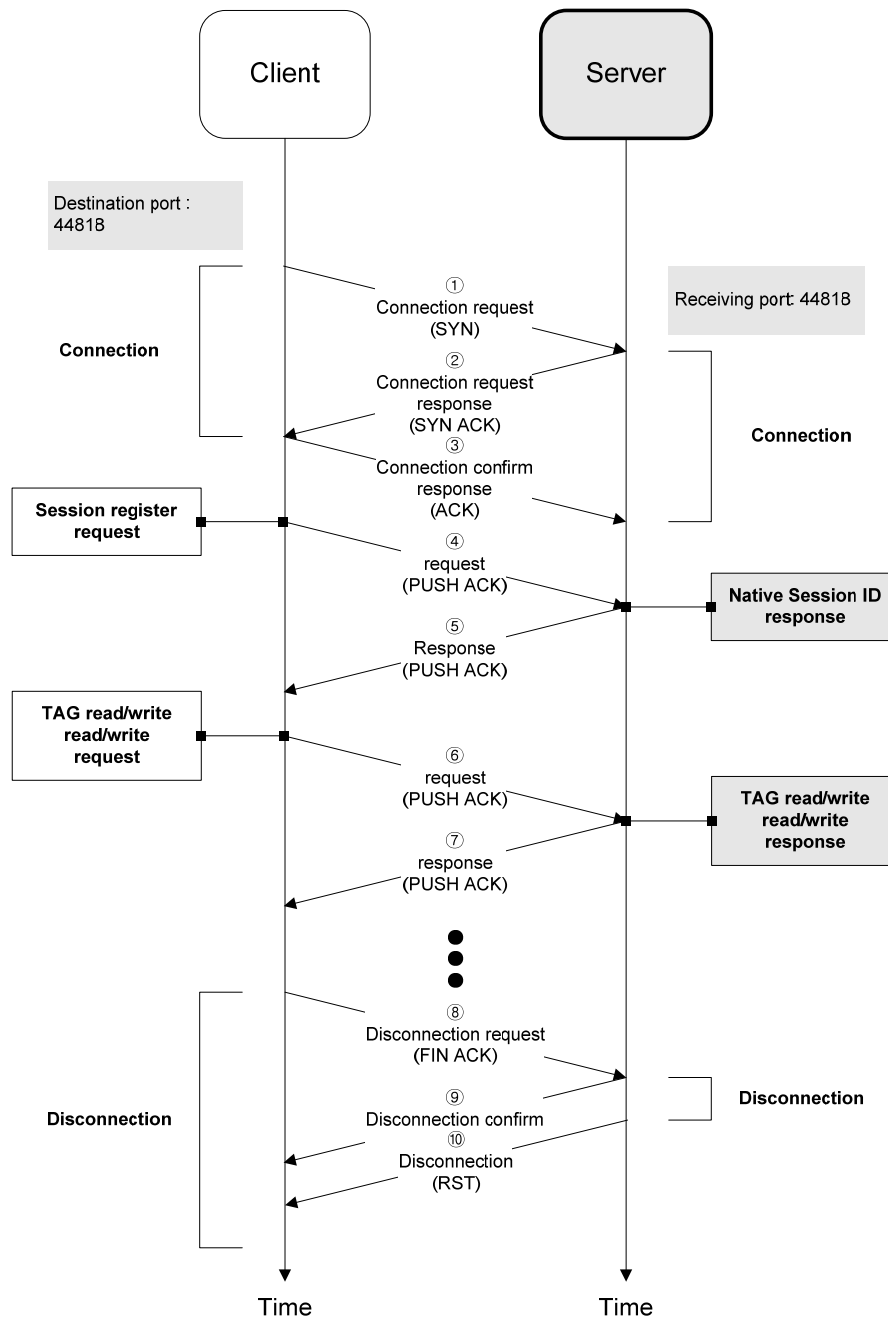 Client
Server
Destination port :
44818
①
Connection request
(SYN)
Receiving port: 44818
Connection
②
Connection request
response
(SYN ACK)
③
Connection confirm
response
(ACK)
Connection
Session register
request
④
request
(PUSH ACK)
Native Session ID
response
⑤
Response
(PUSH ACK)
TAG read/write
read/write
request
⑥
request
(PUSH ACK)
TAG read/write
read/write
response
⑦
response
(PUSH ACK)
⑧
Disconnection request
(FIN ACK)
Disconnection
⑨
Disconnection confirm
Disconnection
⑩
Disconnection
(RST)
Time
Time